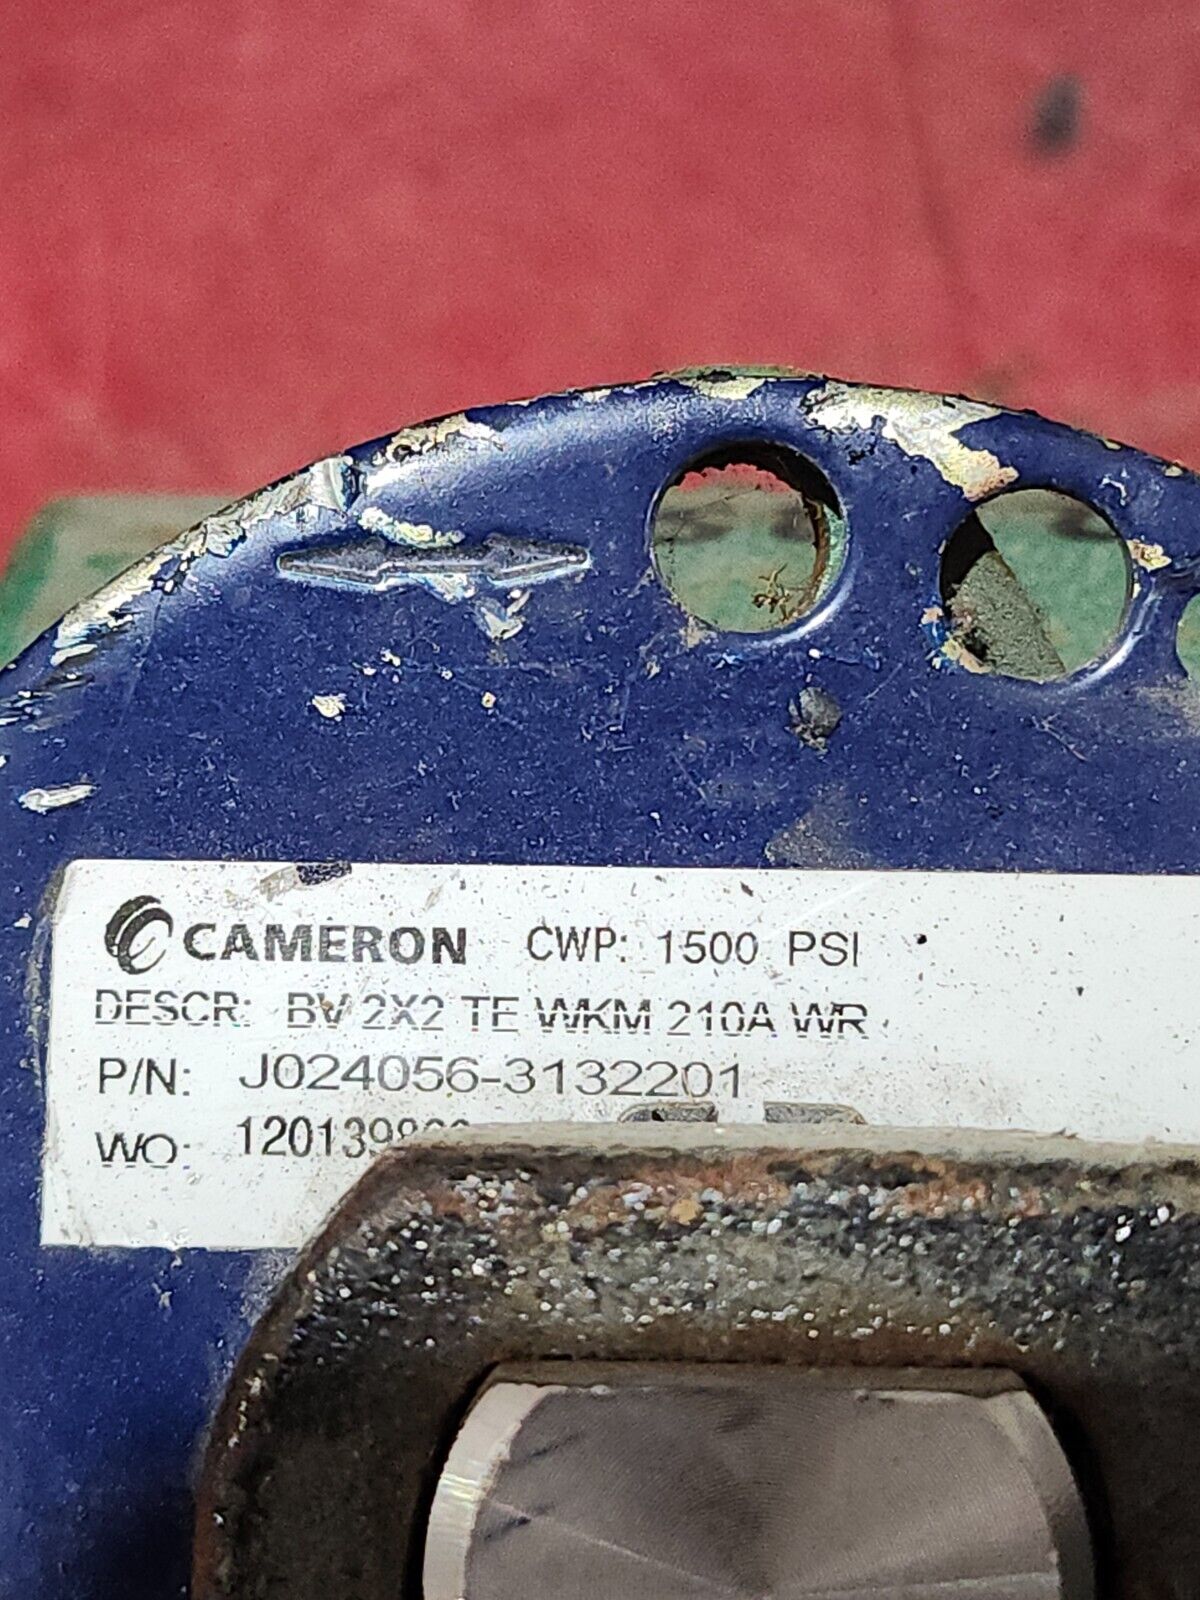 CAMERON CWP: 1500 PSI
DESCR: BV 2X2 TE WKM 210A WR
P/N: J024056-3132201
WO: